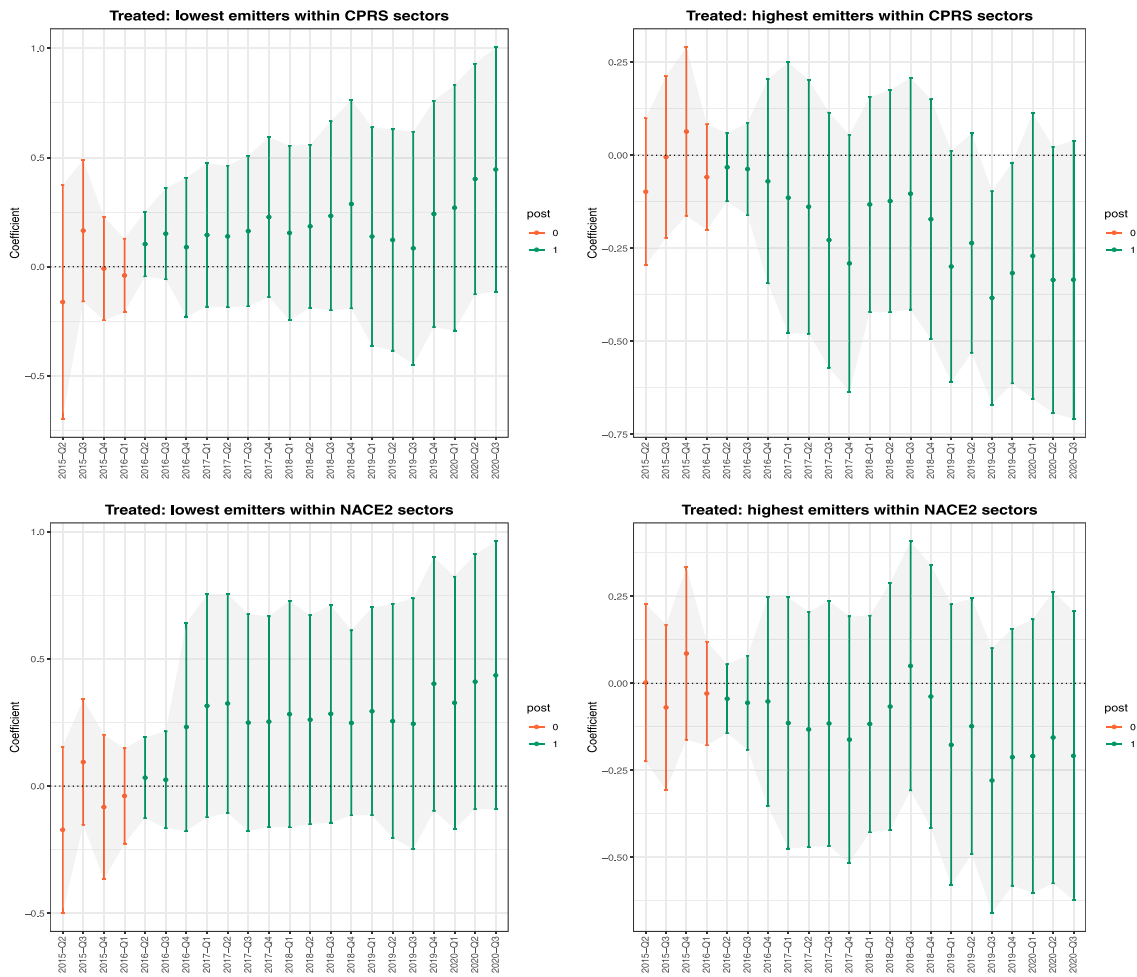 Treated: lowest emitters within CPRS sectors
Coefficient
1.0
0.5
0.0
−0.5
2015−Q2
2015−Q3
2015−Q4
2016−Q1
2016−Q2
2016−Q3
2016−Q4
2017−Q1
2017−Q2
2017−Q3
2017−Q4
2018−Q1
2018−Q2
2018−Q3
2018−Q4
2019−Q1
2019−Q2
2019−Q3
2019−Q4
2020−Q1
2020−Q2
2020−Q3
post
0
1
Treated: highest emitters within CPRS sectors
Coefficient
0.25
0.00
−0.25
−0.50
−0.75
2015−Q2
2015−Q3
2015−Q4
2016−Q1
2016−Q2
2016−Q3
2016−Q4
2017−Q1
2017−Q2
2017−Q3
2017−Q4
2018−Q1
2018−Q2
2018−Q3
2018−Q4
2019−Q1
2019−Q2
2019−Q3
2019−Q4
2020−Q1
2020−Q2
2020−Q3
post
0
1
Treated: lowest emitters within NACE2 sectors
Coefficient
1.0
0.5
0.0
−0.5
2015−Q2
2015−Q3
2015−Q4
2016−Q1
2016−Q2
2016−Q3
2016−Q4
2017−Q1
2017−Q2
2017−Q3
2017−Q4
2018−Q1
2018−Q2
2018−Q3
2018−Q4
2019−Q1
2019−Q2
2019−Q3
2019−Q4
2020−Q1
2020−Q2
2020−Q3
post
0
1
Treated: highest emitters within NACE2 sectors
Coefficient
0.25
0.00
−0.25
−0.50
2015−Q2
2015−Q3
2015−Q4
2016−Q1
2016−Q2
2016−Q3
2016−Q4
2017−Q1
2017−Q2
2017−Q3
2017−Q4
2018−Q1
2018−Q2
2018−Q3
2018−Q4
2019−Q1
2019−Q2
2019−Q3
2019−Q4
2020−Q1
2020−Q2
2020−Q3
post
0
1